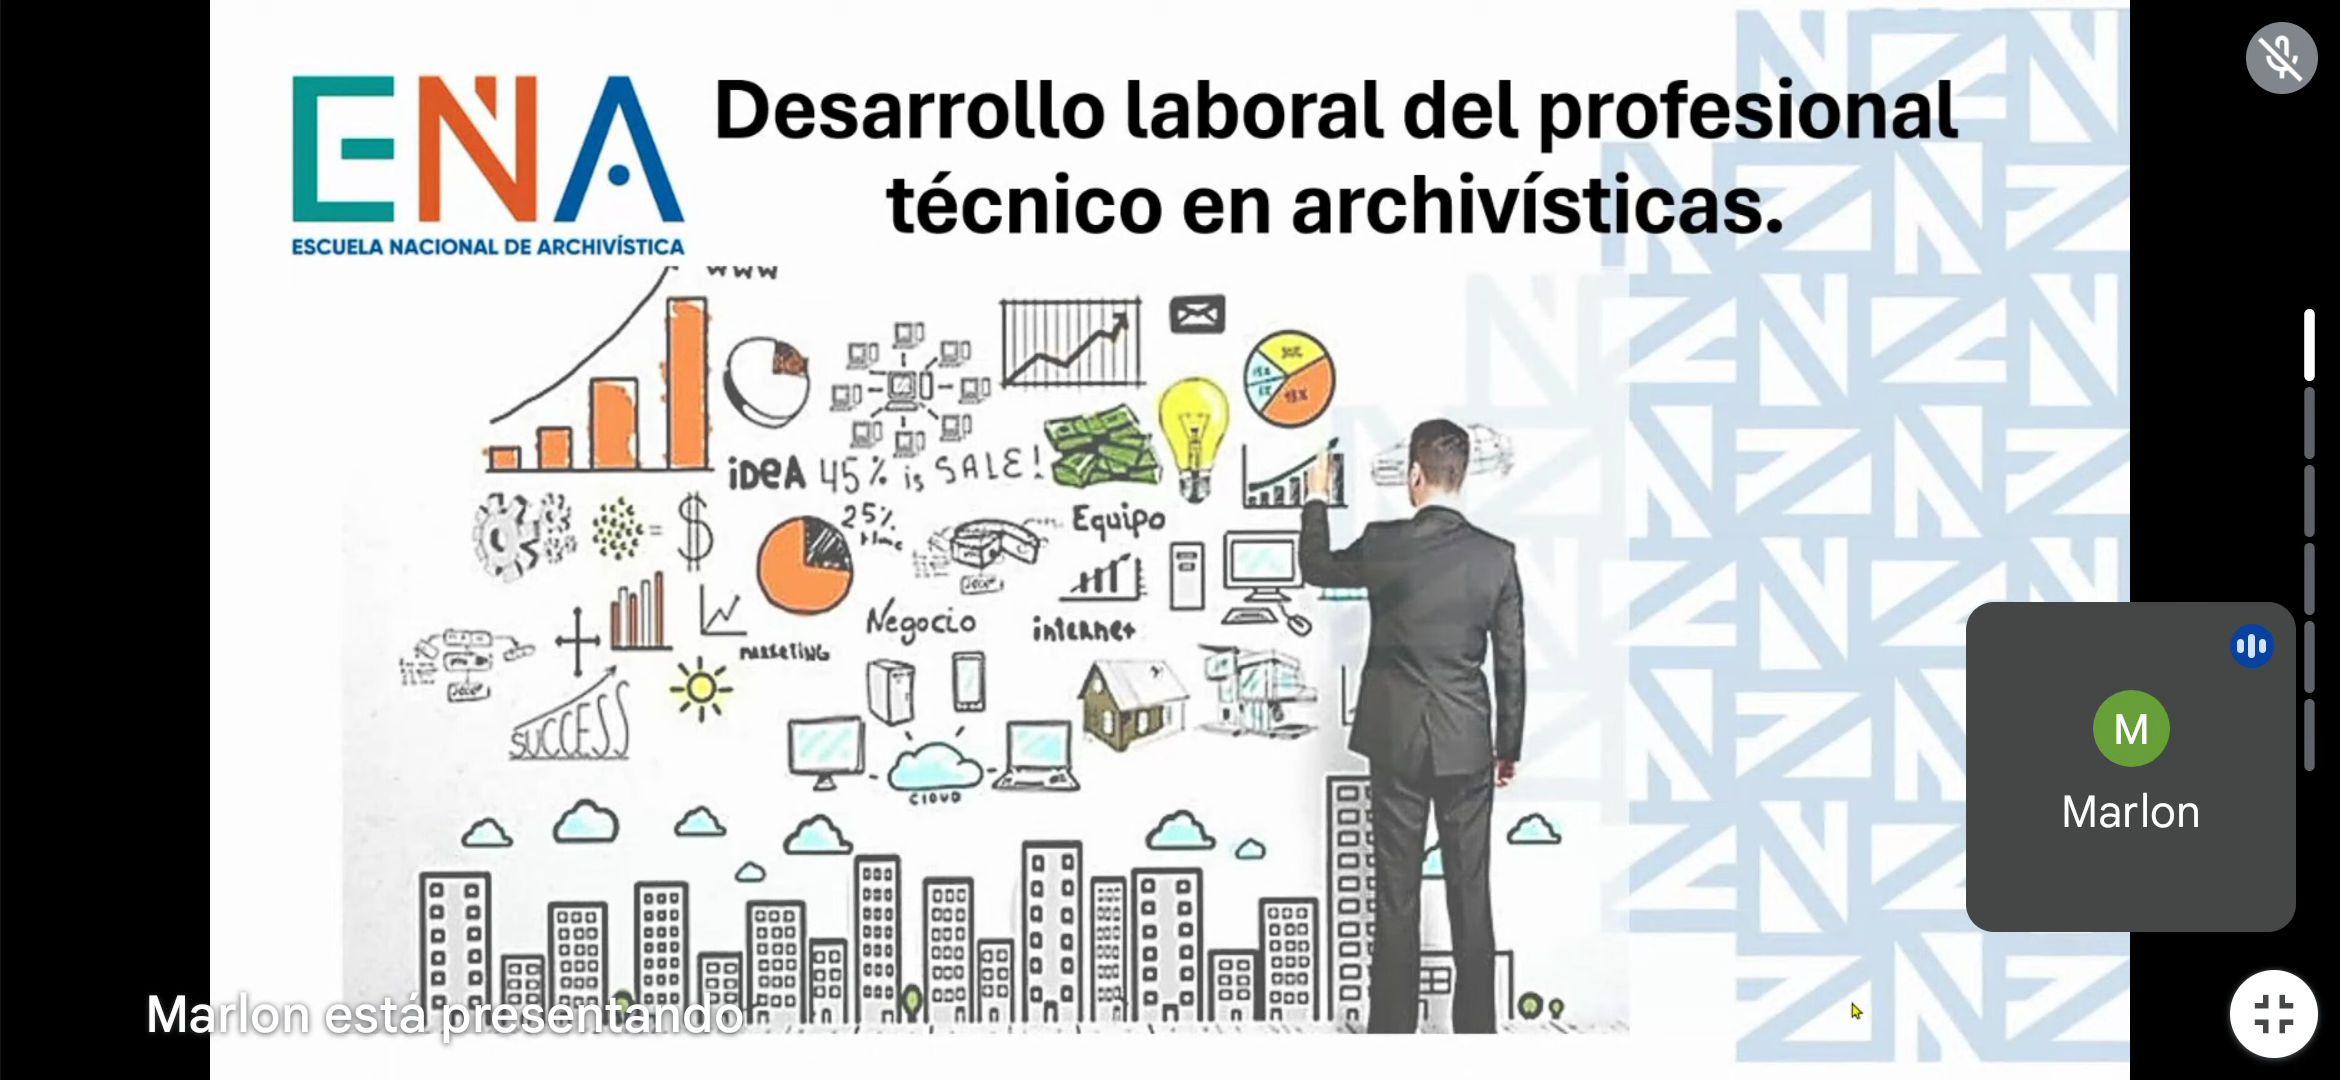 ENA
ESCUELA NACIONAL DE ARCHIVÍSTICA
Desarrollo laboral del profesional
técnico en archivísticas.
www
iDeA 45% is SALE!
$
25%
time
Equipo
Negocio
internet
MARKETING
SUCCESS
CLOUD
M
Marlon
Marlon está presentando